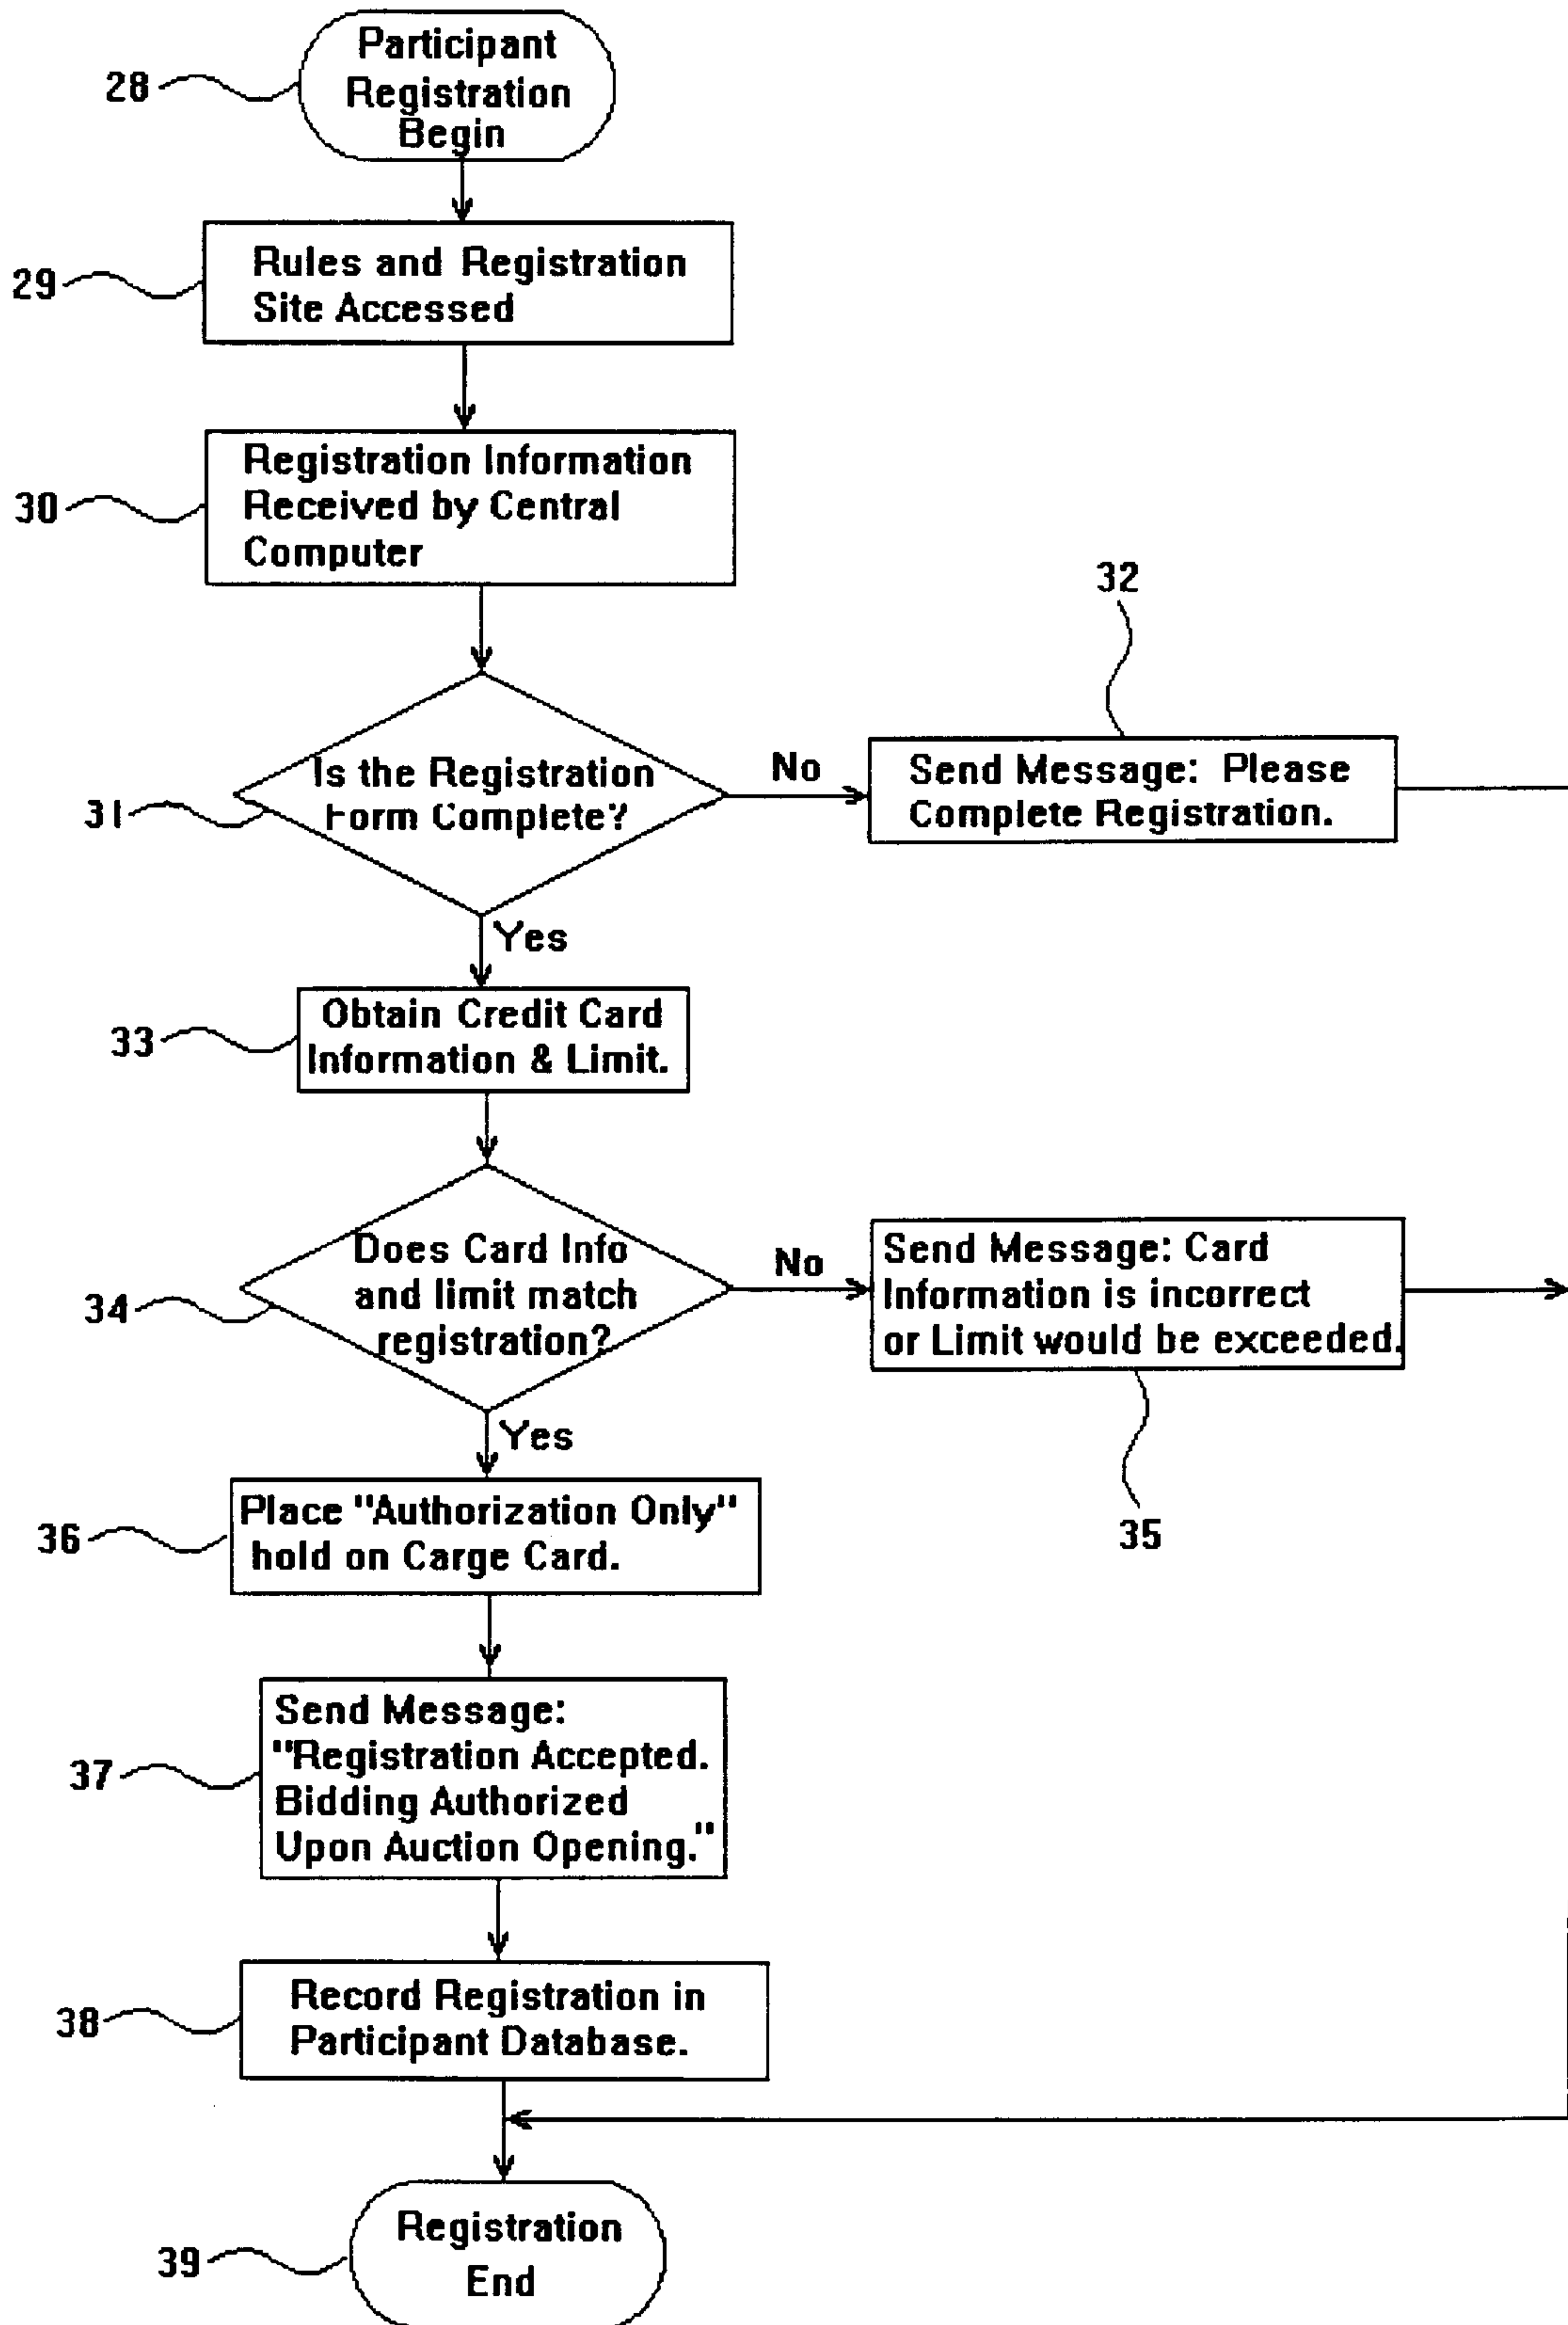 Participant
Registration
Begin
28
Rules and Registration
Site Accessed
29
Registration Information
Received by Central
Computer
30
32
Is the Registration
Form Complete?
31
No
Send Message: Please
Complete Registration.
Yes
Obtain Credit Card
Information & Limit.
33
Does Card Info
and limit match
registration?
34
No
Send Message: Card
Information is incorrect
or Limit would be exceeded.
35
Yes
Place "Authorization Only"
hold on Carge Card.
36
Send Message:
"Registration Accepted.
Bidding Authorized
Upon Auction Opening."
37
Record Registration in
Participant Database.
38
Registration
End
39